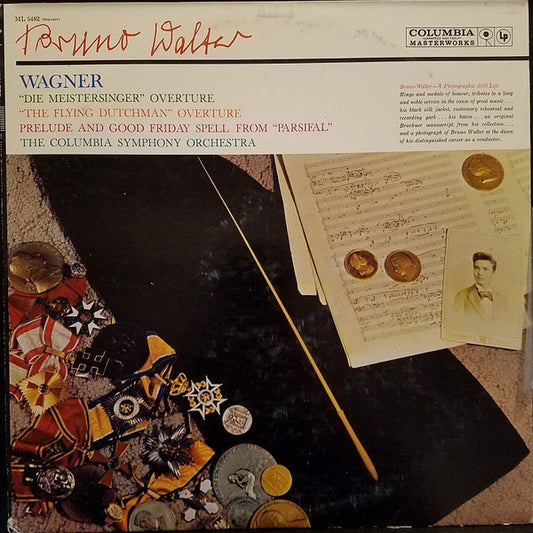 ML 5482 (Regular)
Bruno Walter
COLUMBIA
MASTERWORKS
LP
WAGNER
"DIE MEISTERSINGER" OVERTURE
"THE FLYING DUTCHMAN" OVERTURE
PRELUDE AND GOOD FRIDAY SPELL FROM "PARSIFAL"
THE COLUMBIA SYMPHONY ORCHESTRA
Bruno Walter—A Photographic Still Life
Rings and medals of honour, tributes to a long
and noble service in the cause of great music . . .
his black silk jacket, customary rehearsal and
recording garb . . . his baton . . . an original
Bruckner manuscript, from his collection . . .
and a photograph of Bruno Walter at the dawn
of his distinguished career as a conductor.